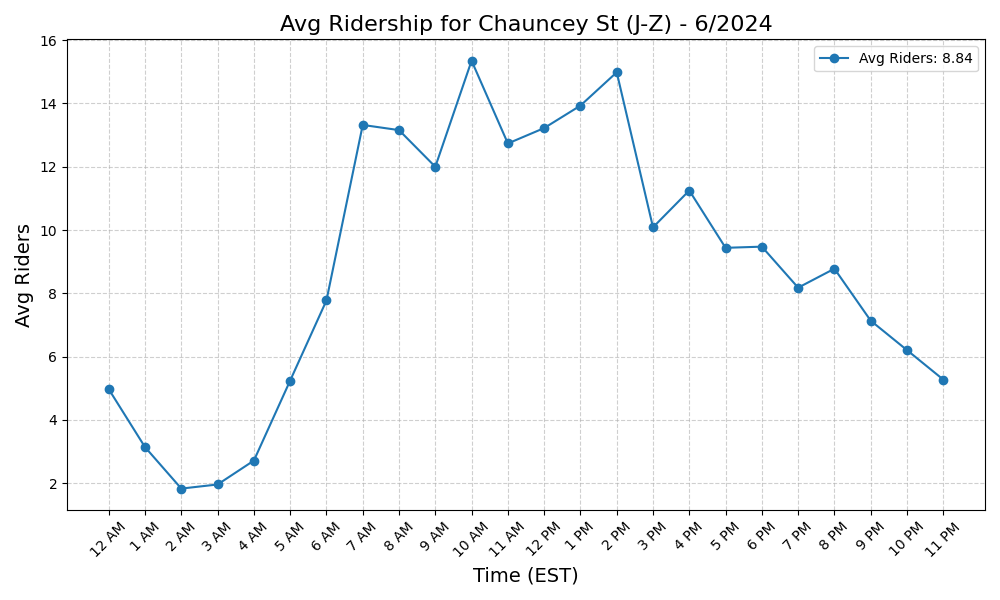 Avg Ridership for Chauncey St (J-Z) - 6/2024
Avg Riders: 8.84
Avg Riders
16
14
12
10
8
6
4
2
12 AM
1 AM
2 AM
3 AM
4 AM
5 AM
6 AM
7 AM
8 AM
9 AM
10 AM
11 AM
12 PM
1 PM
2 PM
3 PM
4 PM
5 PM
6 PM
7 PM
8 PM
9 PM
10 PM
11 PM
Time (EST)